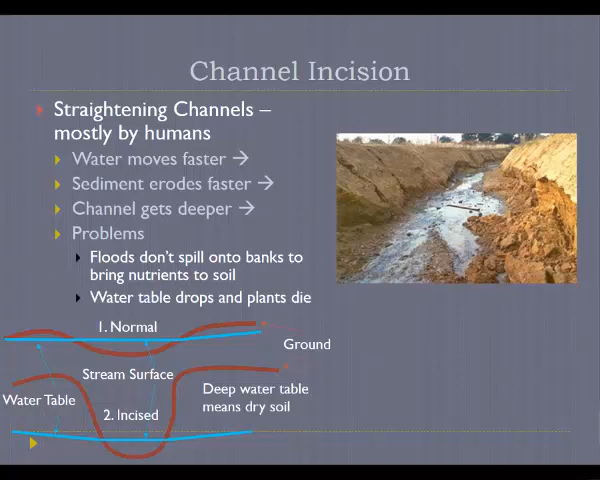 Channel Incision
Straightening Channels –
mostly by humans
Water moves faster →
Sediment erodes faster →
Channel gets deeper →
Problems
Floods don't spill onto banks to
bring nutrients to soil
Water table drops and plants die
1. Normal
Ground
Stream Surface
Water Table
2. Incised
Deep water table
means dry soil